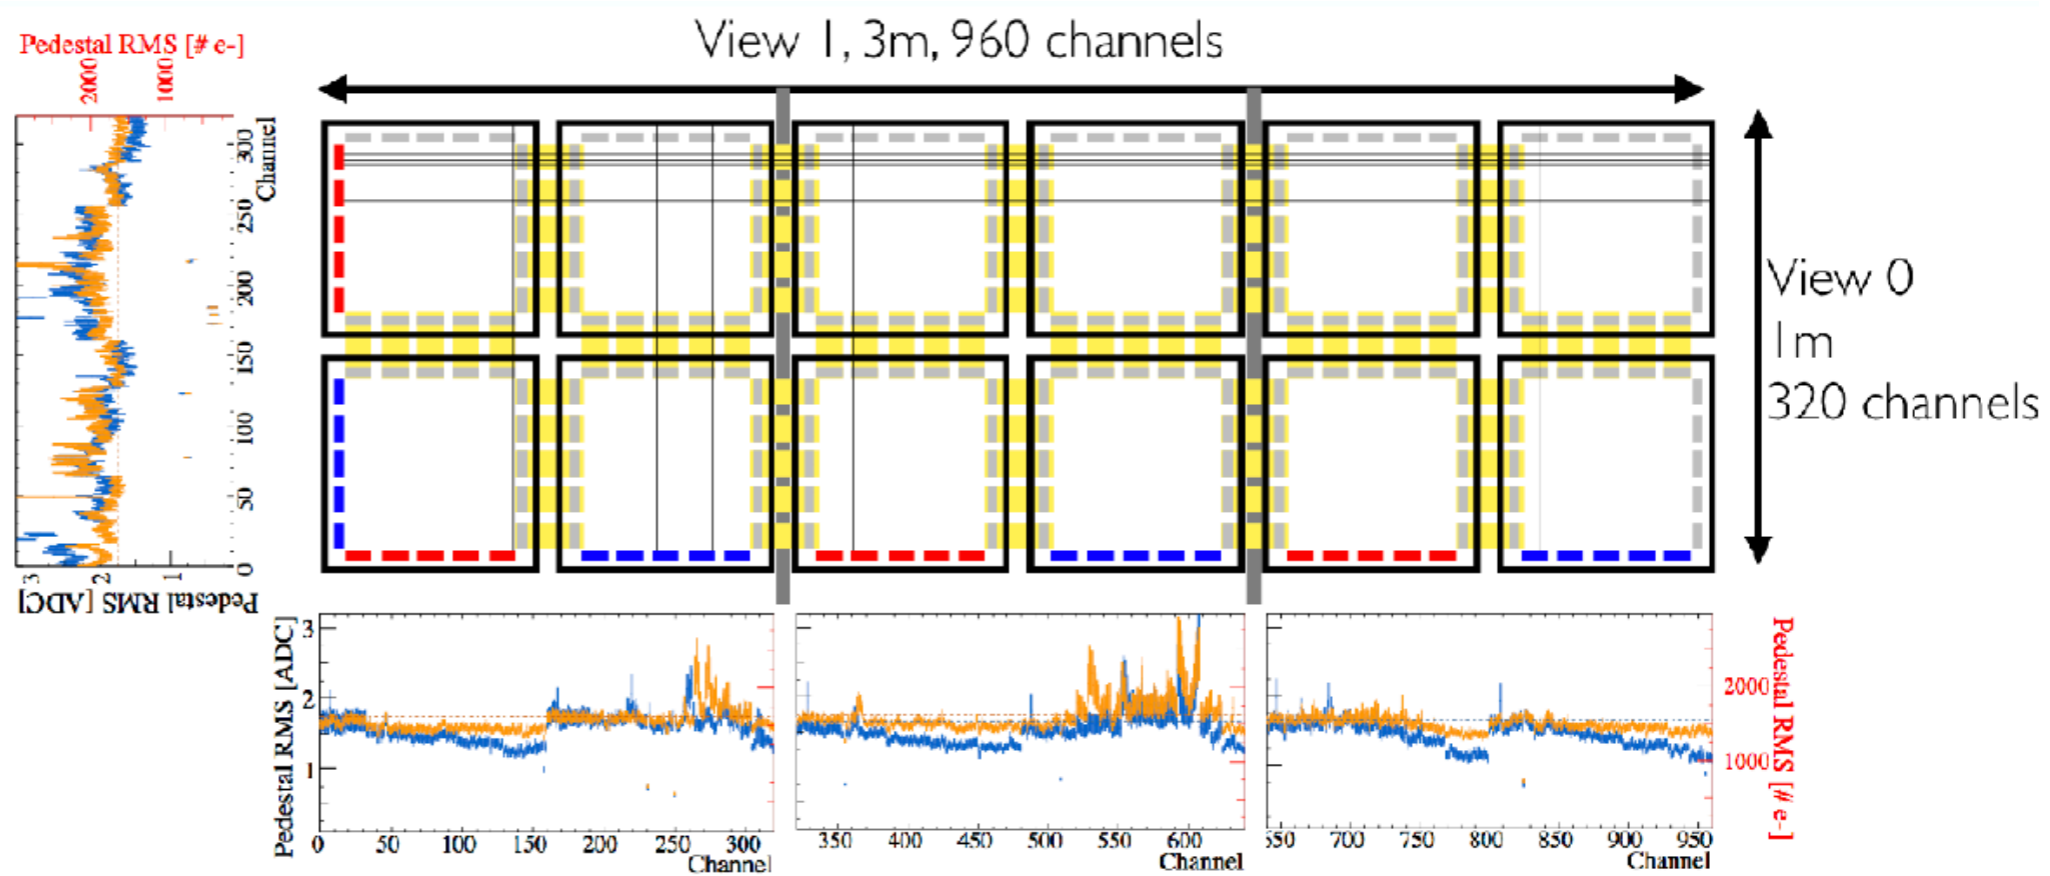 View 1, 3m, 960 channels
Pedestal RMS [# e-]
2000 1000
Channel
0 50 100 150 200 250 300
3 2 1
Pedestal RMS [ADC]
View 0
1m
320 channels
Pedestal RMS [ADC]
3
2
1
0 50 100 150 200 250 300
Channel
350 400 450 500 550 600
Channel
650 700 750 800 850 900 950
Channel
2000
1000
Pedestal RMS [# e-]